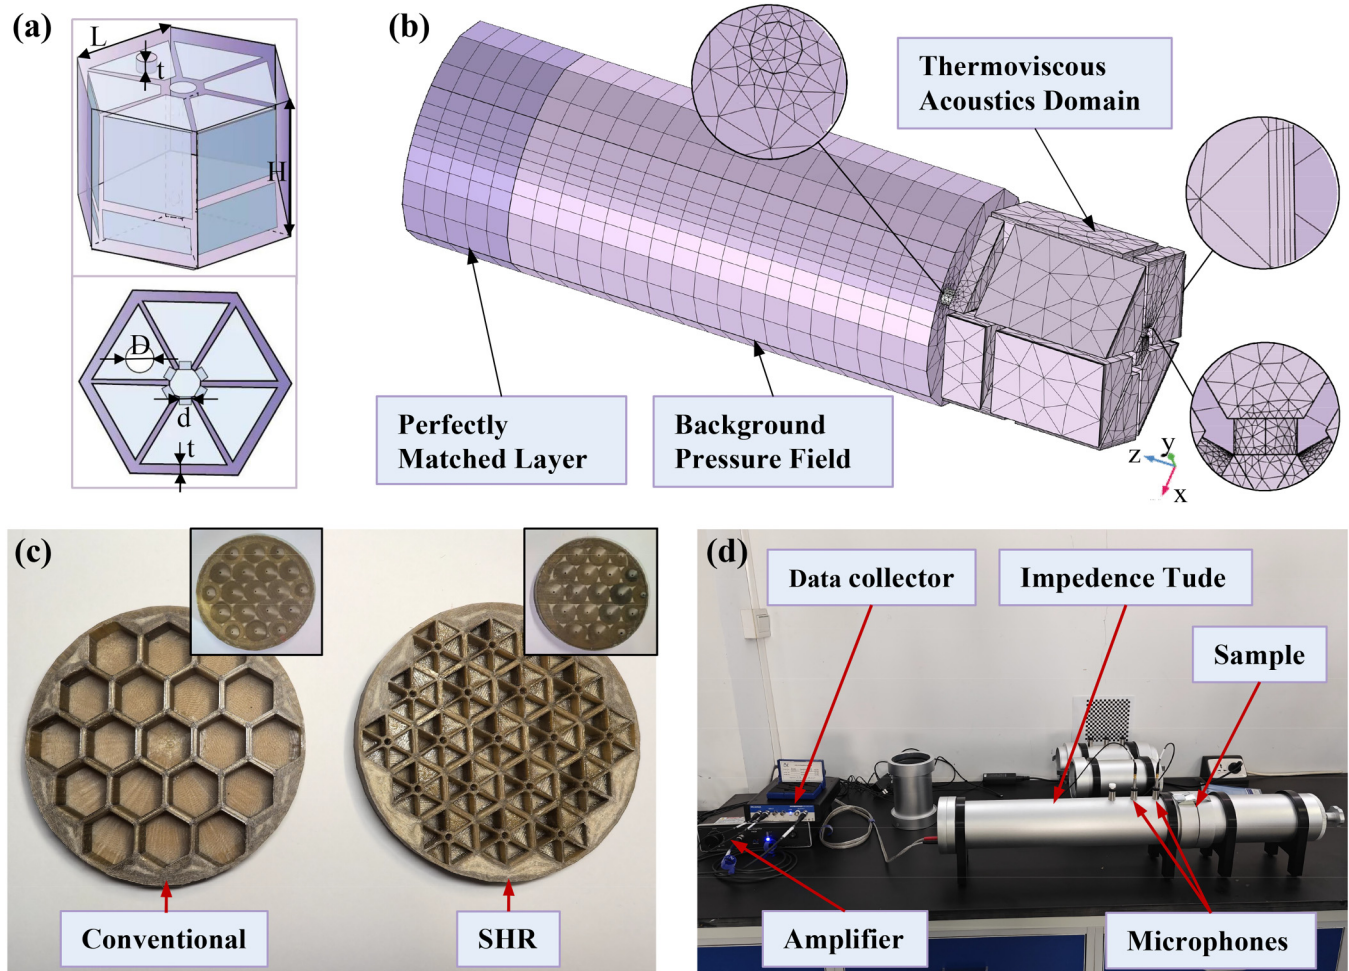 (a)
L
t
H
D
d
t
(b)
Thermoviscous
Acoustics Domain
Perfectly
Matched Layer
Background
Pressure Field
z
y
x
(c)
Conventional
SHR
(d)
Data collector
Impedence Tude
Sample
Amplifier
Microphones